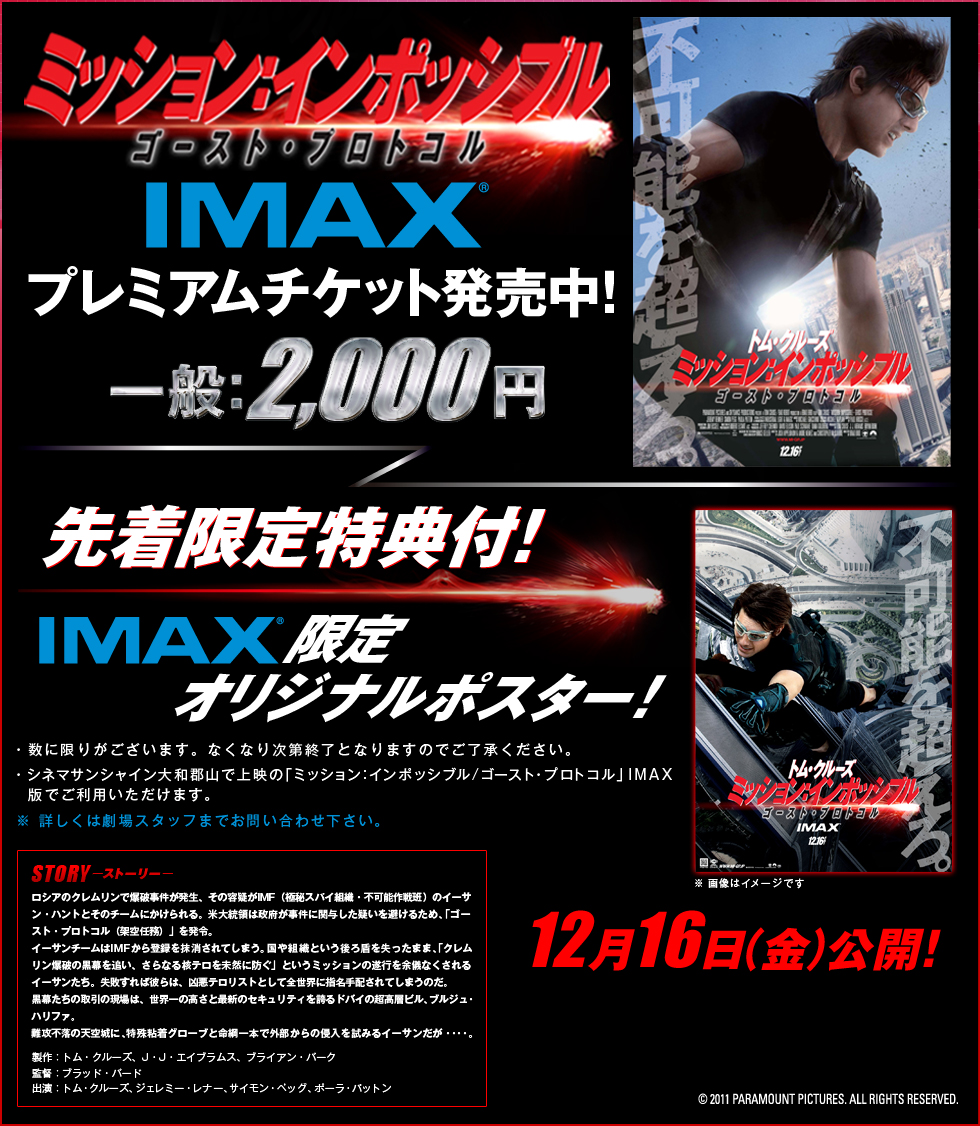 ミッション:インポッシブル
ゴースト・プロトコル
IMAX®
プレミアムチケット発売中!
一般:2,000円
不可能を超えろ。
トム・クルーズ
ミッション:インポッシブル
ゴースト・プロトコル
12.16
先着限定特典付!
IMAX®限定
オリジナルポスター!
・数に限りがございます。なくなり次第終了となりますのでご了承ください。
・シネマサンシャイン大和郡山で上映の「ミッション:インポッシブル/ゴースト・プロトコル」IMAX
版でご利用いただけます。
※ 詳しくは劇場スタッフまでお問い合わせ下さい。
不可能を超えろ。
トム・クルーズ
ミッション:インポッシブル
ゴースト・プロトコル
IMAX
12.16
※ 画像はイメージです
STORY―ストーリー―
ロシアのクレムリンで爆破事件が発生、その容疑がIMF(極秘スパイ組織・不可能作戦班)のイーサ
ン・ハントとそのチームにかけられる。米大統領は政府が事件に関与した疑いを避けるため、「ゴー
スト・プロトコル(架空任務)」を発令。
イーサンチームはIMFから登録を抹消されてしまう。国や組織という後ろ盾を失ったまま、「クレム
リン爆破の黒幕を追い、さらなる核テロを未然に防ぐ」というミッションの遂行を余儀なくされる
イーサンたち。失敗すれば彼らは、凶悪テロリストとして全世界に指名手配されてしまうのだ。
黒幕たちの取引の現場は、世界一の高さと最新のセキュリティを誇るドバイの超高層ビル、ブルジュ・
ハリファ。
難攻不落の天空城に、特殊粘着グローブと命綱一本で外部からの侵入を試みるイーサンだが・・・・。
製作:トム・クルーズ、J・J・エイブラムス、ブライアン・バーク
監督:ブラッド・バード
出演:トム・クルーズ、ジェレミー・レナー、サイモン・ペッグ、ポーラ・パットン
12月16日(金)公開!
© 2011 PARAMOUNT PICTURES. ALL RIGHTS RESERVED.